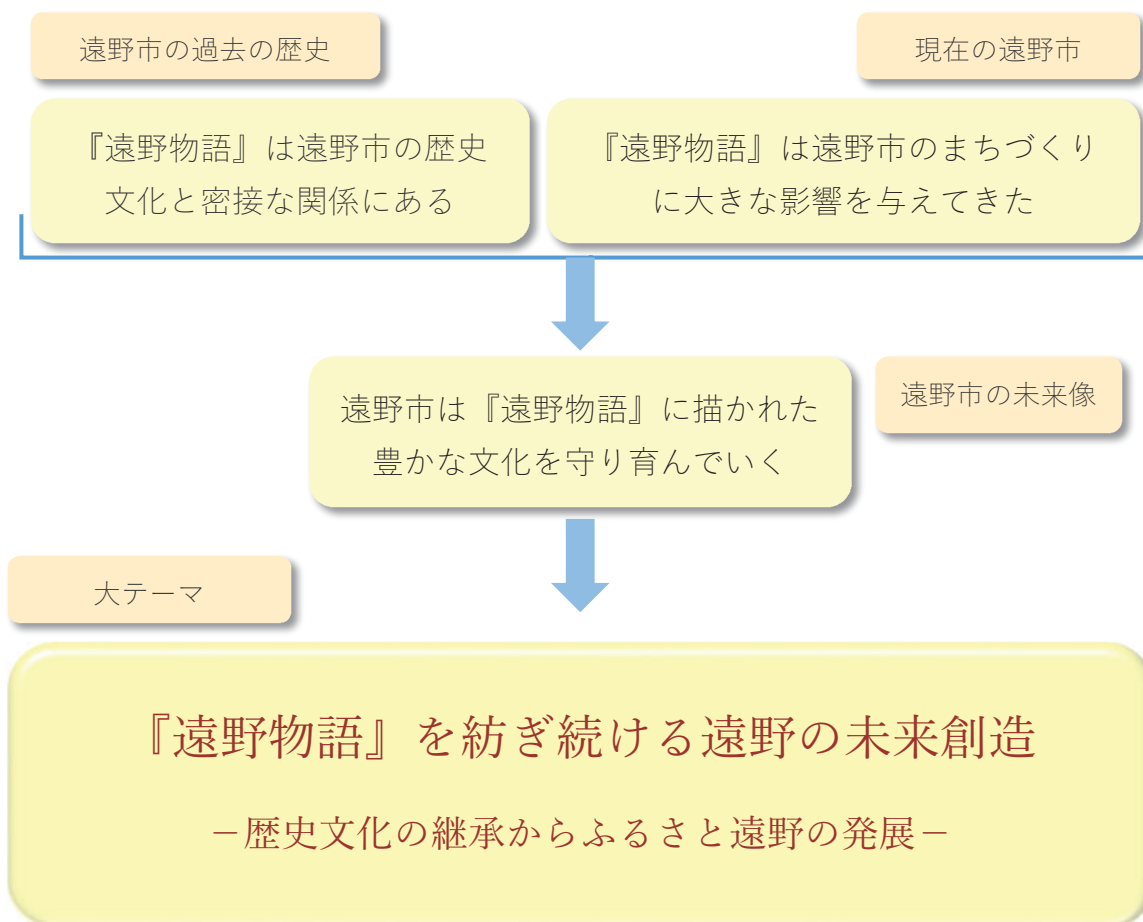 遠野市の過去の歴史
現在の遠野市
『遠野物語』は遠野市の歴史
文化と密接な関係にある
『遠野物語』は遠野市のまちづくり
に大きな影響を与えてきた
遠野市は『遠野物語』に描かれた
豊かな文化を守り育んでいく
遠野市の未来像
大テーマ
『遠野物語』を紡ぎ続ける遠野の未来創造
－歴史文化の継承からふるさと遠野の発展－